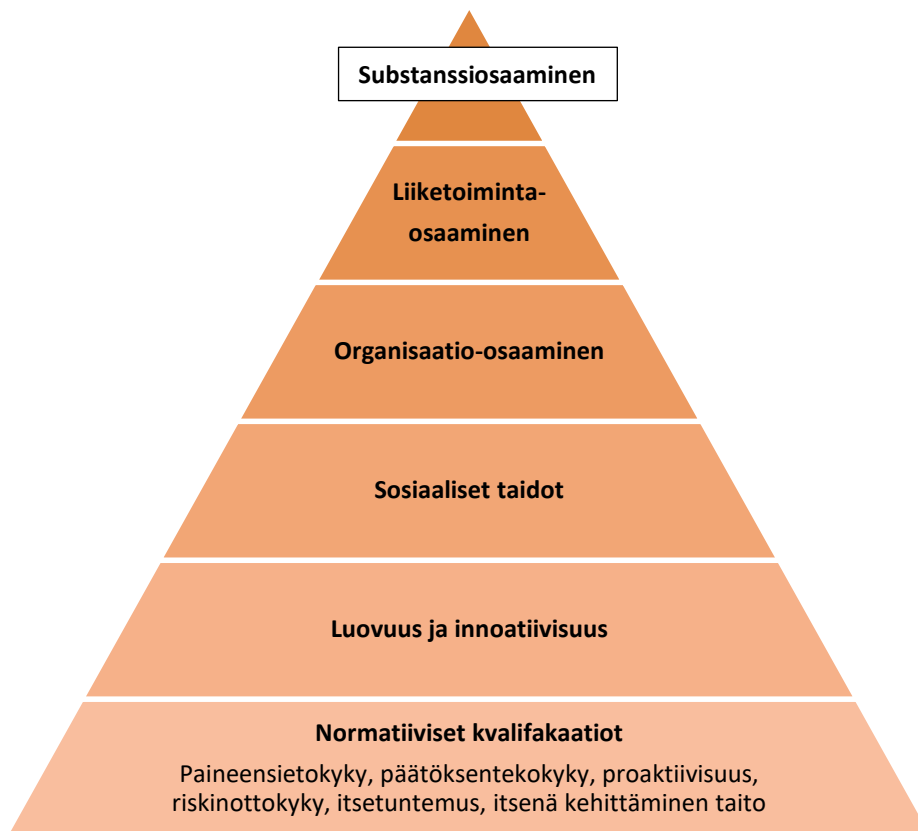 Substanssiosaaminen
Liiketoiminta-
osaaminen
Organisaatio-osaaminen
Sosiaaliset taidot
Luovuus ja innoatiivisuus
Normatiiviset kvalifakaatiot
Paineensietokyky, päätöksentekokyky, proaktiivisuus,
riskinottokyky, itsetuntemus, itsenä kehittäminen taito